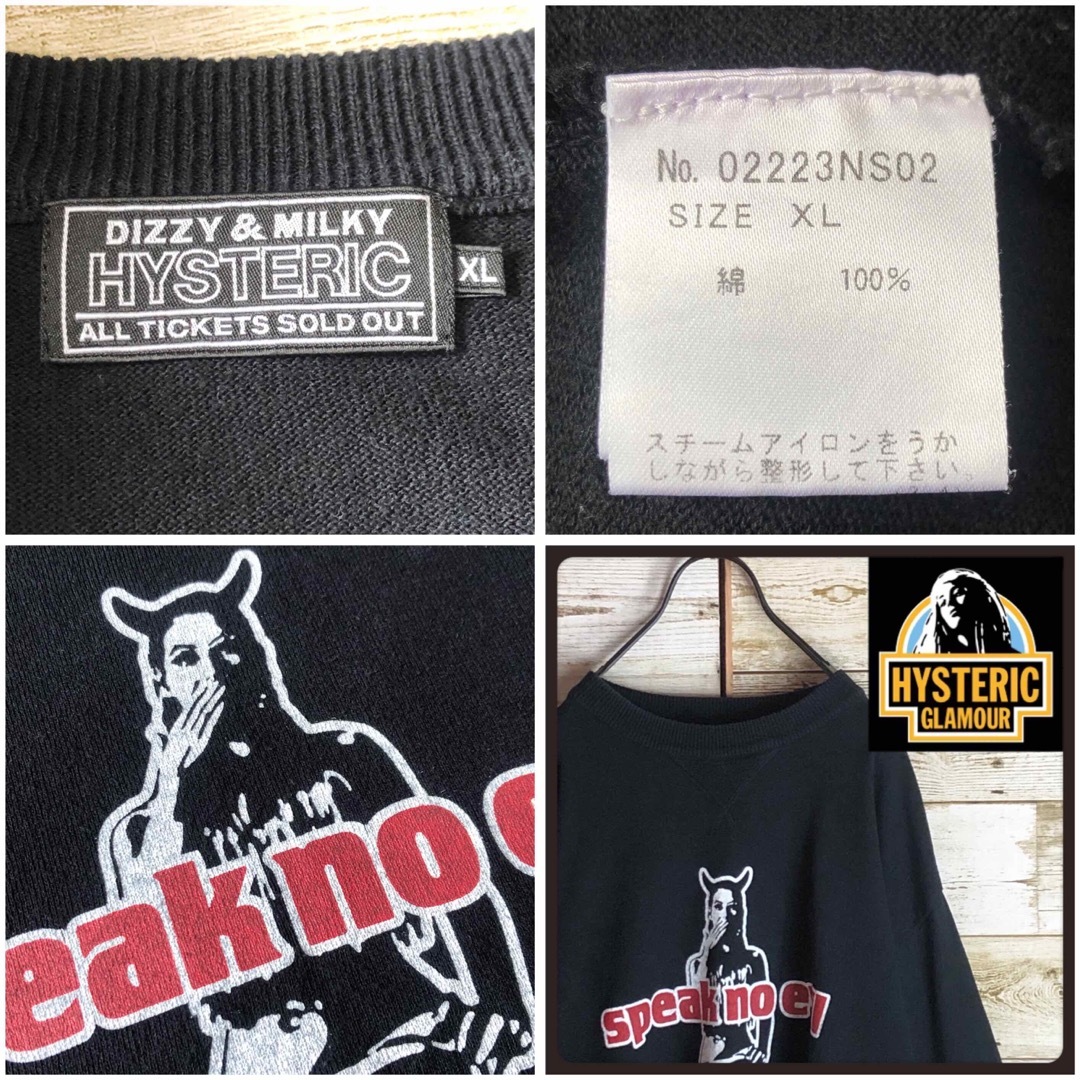 DIZZY & MILKY
HYSTERIC
ALL TICKETS SOLD OUT
XL
No. 02223NS02
SIZE XL
綿 100%
スチームアイロンをうか
しながら整形して下さい。
speak no e
HYSTERIC
GLAMOUR
speak no e